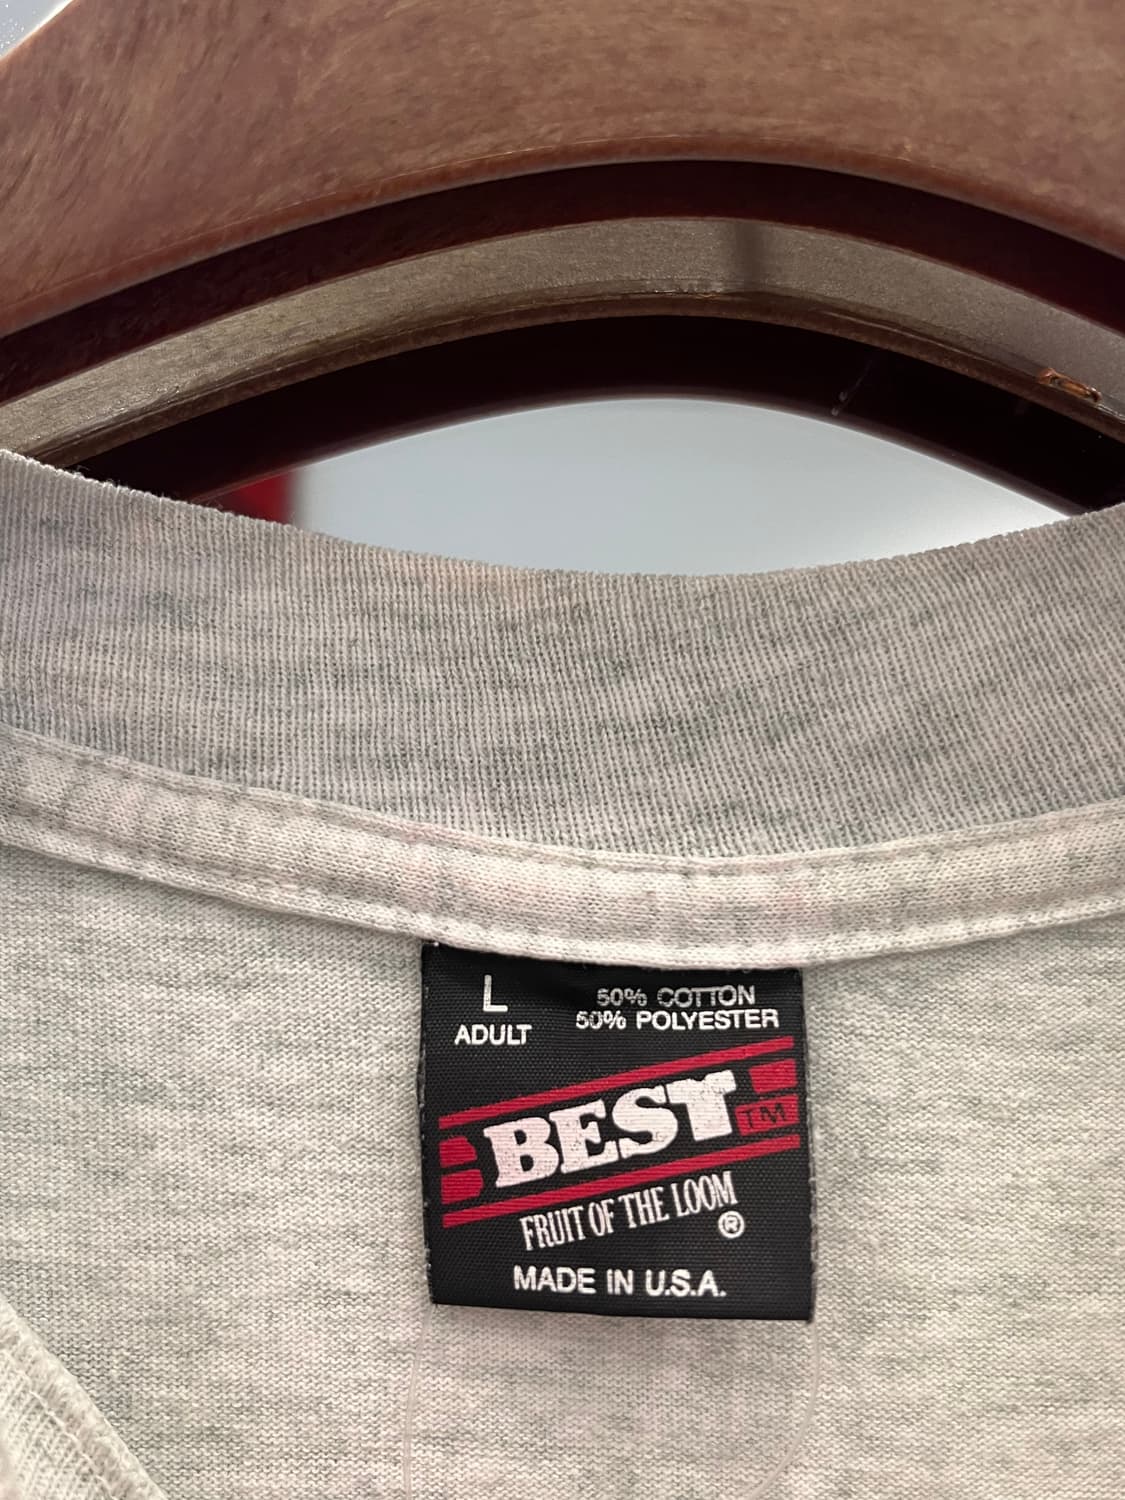 L
ADULT
50% COTTON
50% POLYESTER
BEST TM
FRUIT OF THE LOOM
®
MADE IN U.S.A.